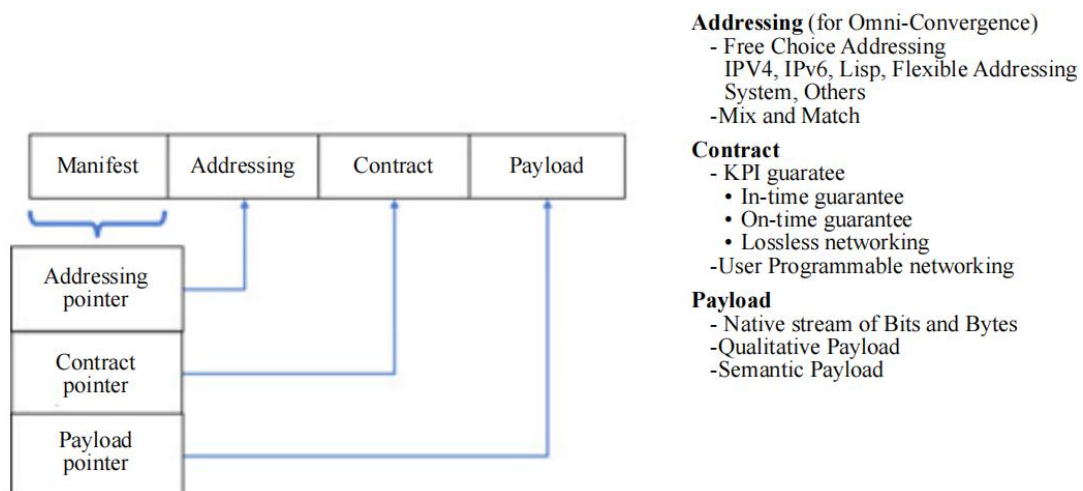 Manifest
Addressing
Contract
Payload
Addressing
pointer
Contract
pointer
Payload
pointer
Addressing (for Omni-Convergence)
- Free Choice Addressing
IPV4, IPv6, Lisp, Flexible Addressing
System, Others
-Mix and Match
Contract
- KPI guaratee
• In-time guarantee
• On-time guarantee
• Lossless networking
-User Programmable networking
Payload
- Native stream of Bits and Bytes
-Qualitative Payload
-Semantic Payload